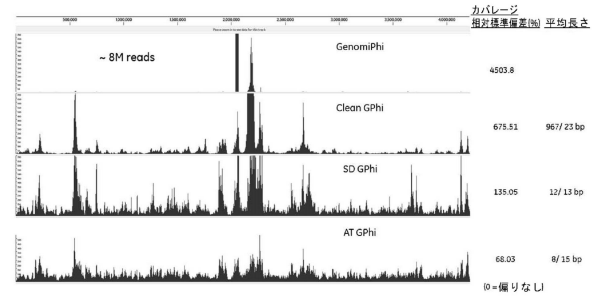 カバレージ
相対標準偏差(%) 平均長さ
500,000 1,000,000 1,500,000 2,000,000 2,500,000 3,000,000 3,500,000 4,000,000
GenomiPhi
~ 8M reads
4503.8
Clean GPhi
675.51 967/ 23 bp
SD GPhi
135.05 12/ 13 bp
AT GPhi
68.03 8/ 15 bp
(0=偏りなし)